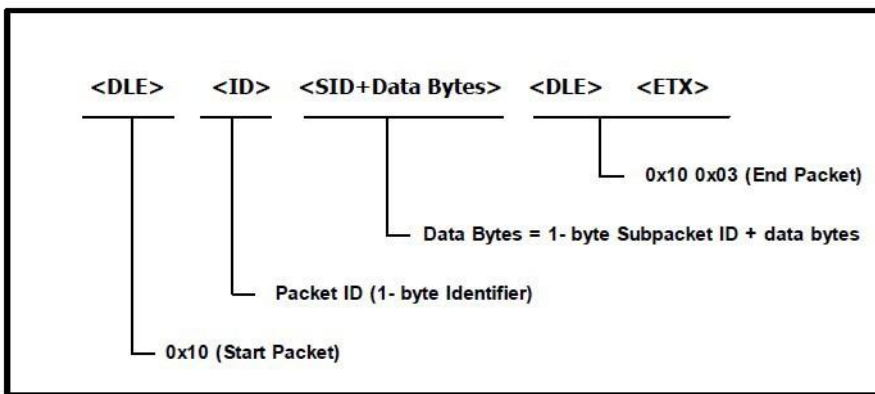 <DLE> <ID> <SID+Data Bytes> <DLE> <ETX>
0x10 0x03 (End Packet)
Data Bytes = 1- byte Subpacket ID + data bytes
Packet ID (1- byte Identifier)
0x10 (Start Packet)